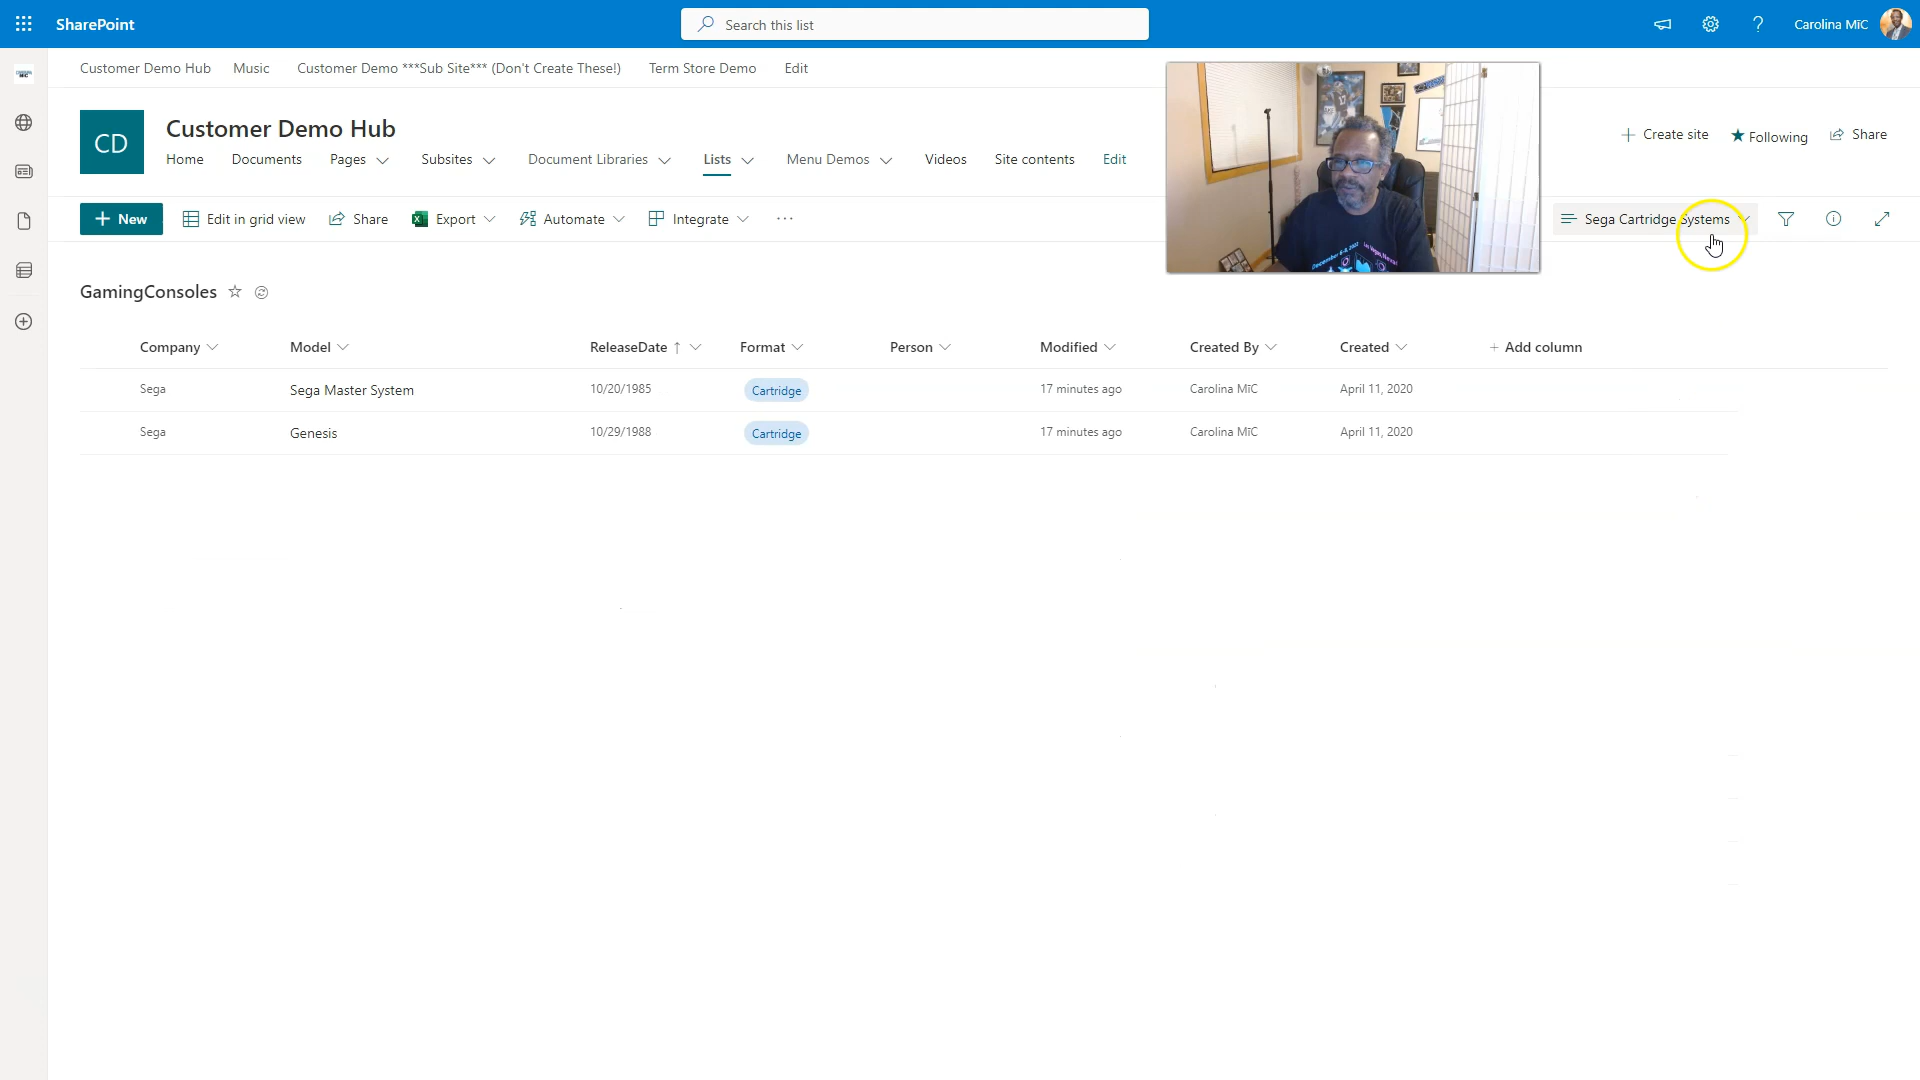 SharePoint
Search this list
Carolina MiC
Customer Demo Hub Music Customer Demo ***Sub Site*** (Don't Create These!) Term Store Demo Edit
CD
Customer Demo Hub
Home Documents Pages Subsites Document Libraries Lists Menu Demos Videos Site contents Edit
Create site Following Share
New Edit in grid view Share Export Automate Integrate
Sega Cartridge Systems
GamingConsoles
Company Model ReleaseDate Format Person Modified Created By Created Add column
Sega Sega Master System 10/20/1985 Cartridge 17 minutes ago Carolina MiC April 11, 2020
Sega Genesis 10/29/1988 Cartridge 17 minutes ago Carolina MiC April 11, 2020